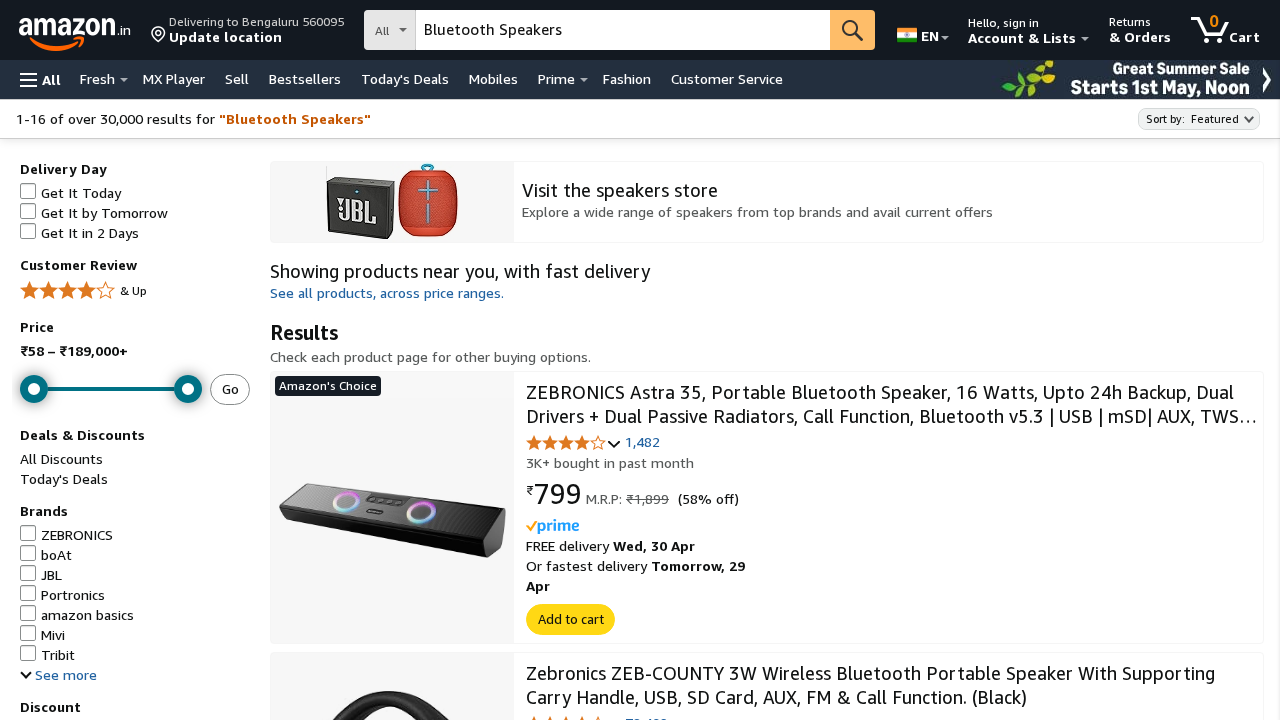 amazon.in
Delivering to Bengaluru 560095
Update location
All
Bluetooth Speakers
EN
Hello, sign in
Account & Lists
Returns
& Orders
0
Cart
All
Fresh
MX Player
Sell
Bestsellers
Today's Deals
Mobiles
Prime
Fashion
Customer Service
Great Summer Sale
Starts 1st May, Noon
1-16 of over 30,000 results for "Bluetooth Speakers"
Sort by: Featured
Delivery Day
Get It Today
Get It by Tomorrow
Get It in 2 Days
Customer Review
& Up
Price
₹58 – ₹189,000+
Go
Deals & Discounts
All Discounts
Today's Deals
Brands
ZEBRONICS
boAt
JBL
Portronics
amazon basics
Mivi
Tribit
See more
Discount
JBL
Visit the speakers store
Explore a wide range of speakers from top brands and avail current offers
Showing products near you, with fast delivery
See all products, across price ranges.
Results
Check each product page for other buying options.
Amazon's Choice
ZEBRONICS Astra 35, Portable Bluetooth Speaker, 16 Watts, Upto 24h Backup, Dual
Drivers + Dual Passive Radiators, Call Function, Bluetooth v5.3 | USB | mSD| AUX, TWS…
1,482
3K+ bought in past month
₹799 M.R.P: ₹1,899 (58% off)
prime
FREE delivery Wed, 30 Apr
Or fastest delivery Tomorrow, 29
Apr
Add to cart
Zebronics ZEB-COUNTY 3W Wireless Bluetooth Portable Speaker With Supporting
Carry Handle, USB, SD Card, AUX, FM & Call Function. (Black)